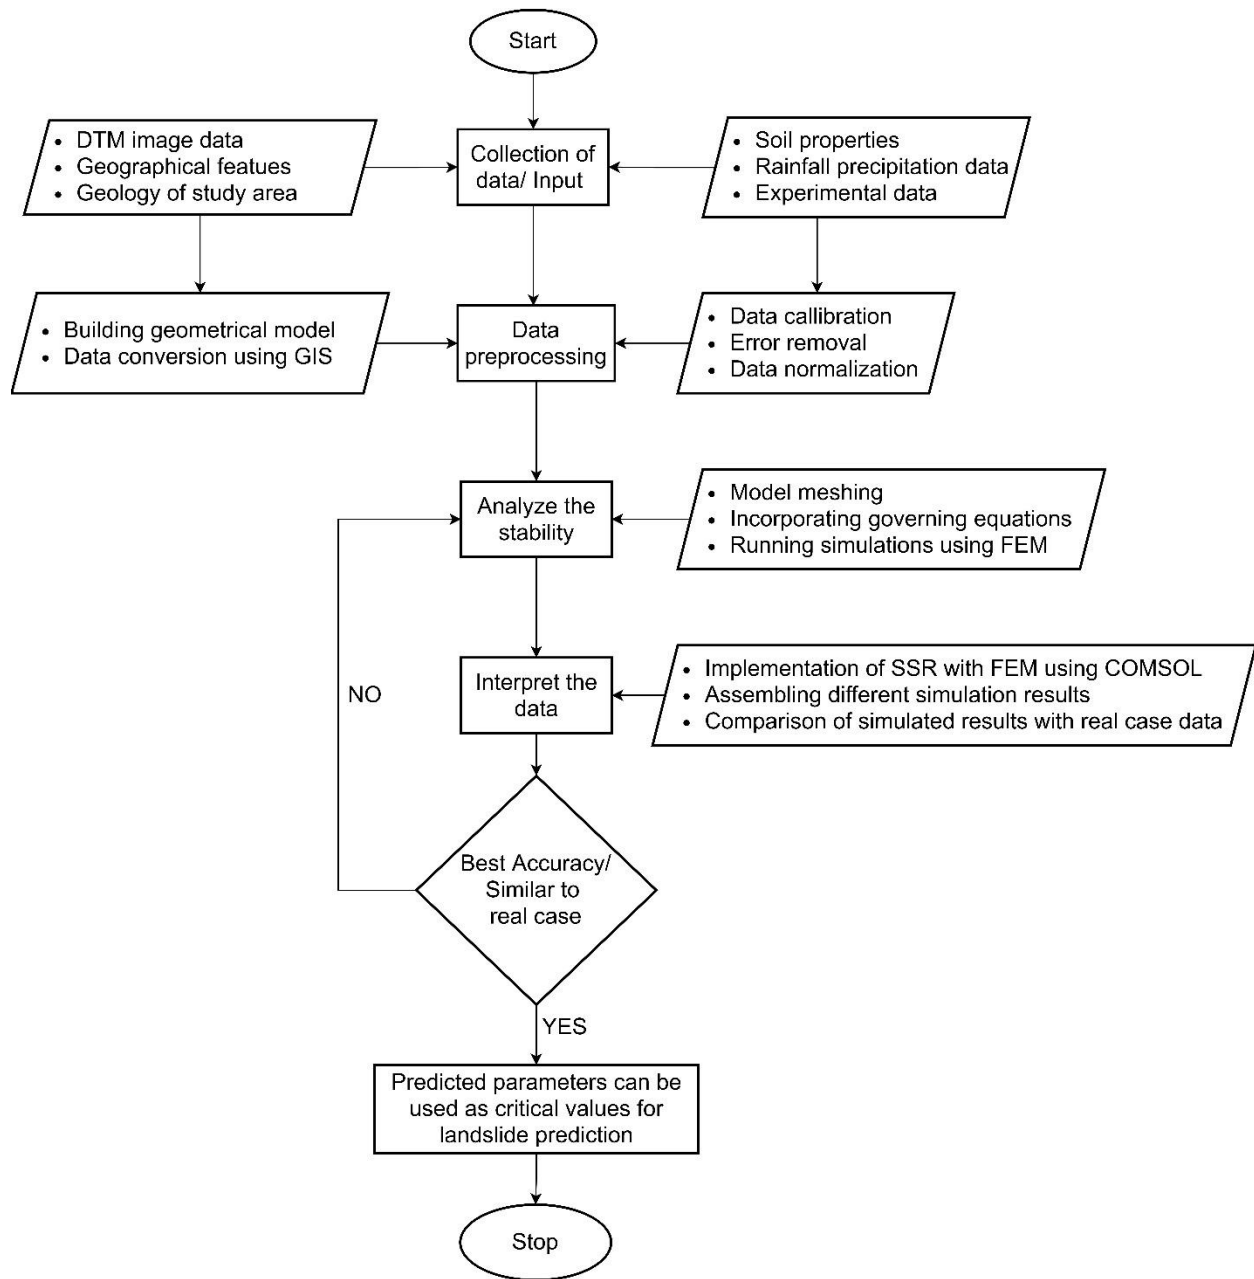 Start
• DTM image data
• Geographical featues
• Geology of study area
Collection of
data/ Input
• Soil properties
• Rainfall precipitation data
• Experimental data
• Building geometrical model
• Data conversion using GIS
Data
preprocessing
• Data callibration
• Error removal
• Data normalization
Analyze the
stability
• Model meshing
• Incorporating governing equations
• Running simulations using FEM
NO
Interpret the
data
• Implementation of SSR with FEM using COMSOL
• Assembling different simulation results
• Comparison of simulated results with real case data
Best Accuracy/
Similar to
real case
YES
Predicted parameters can be
used as critical values for
landslide prediction
Stop